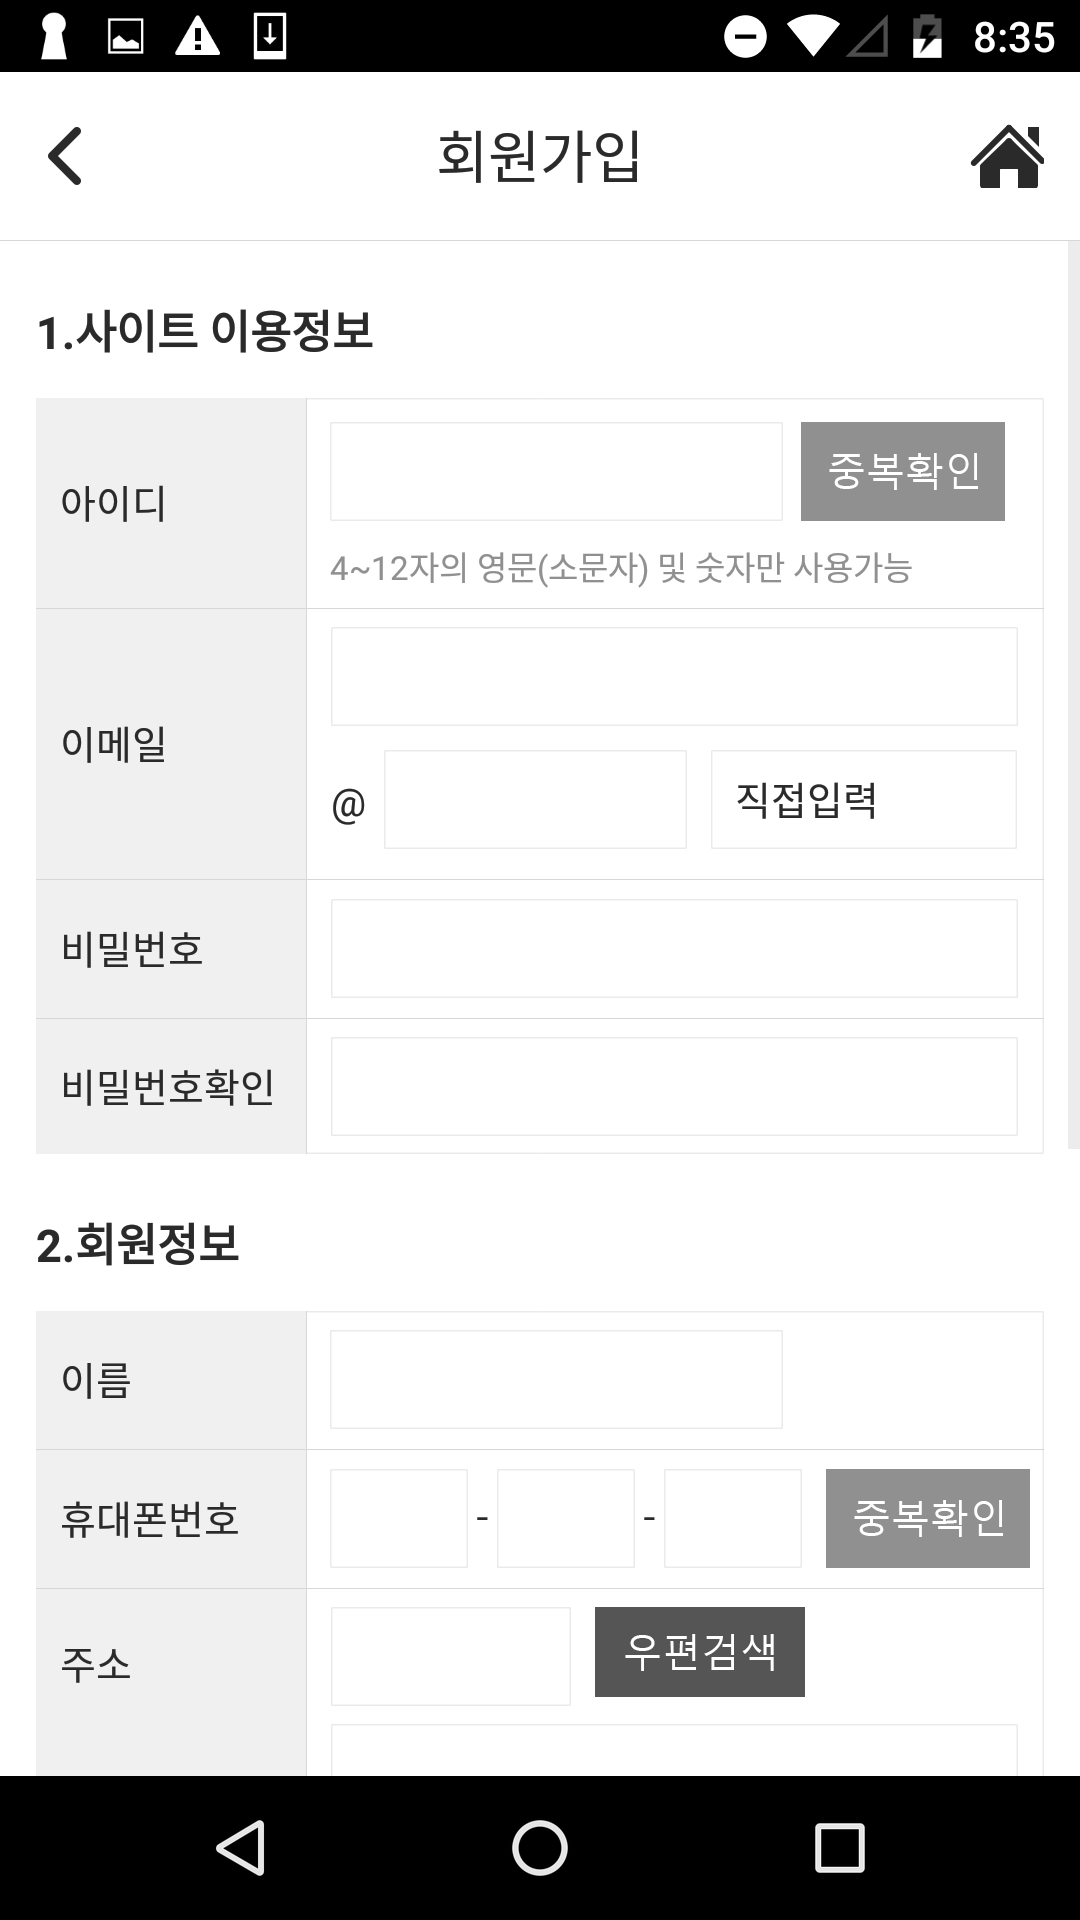 8:35
회원가입
1.사이트 이용정보
아이디
중복확인
4~12자의 영문(소문자) 및 숫자만 사용가능
이메일
@
직접입력
비밀번호
비밀번호확인
2.회원정보
이름
휴대폰번호
- - 중복확인
주소
우편검색